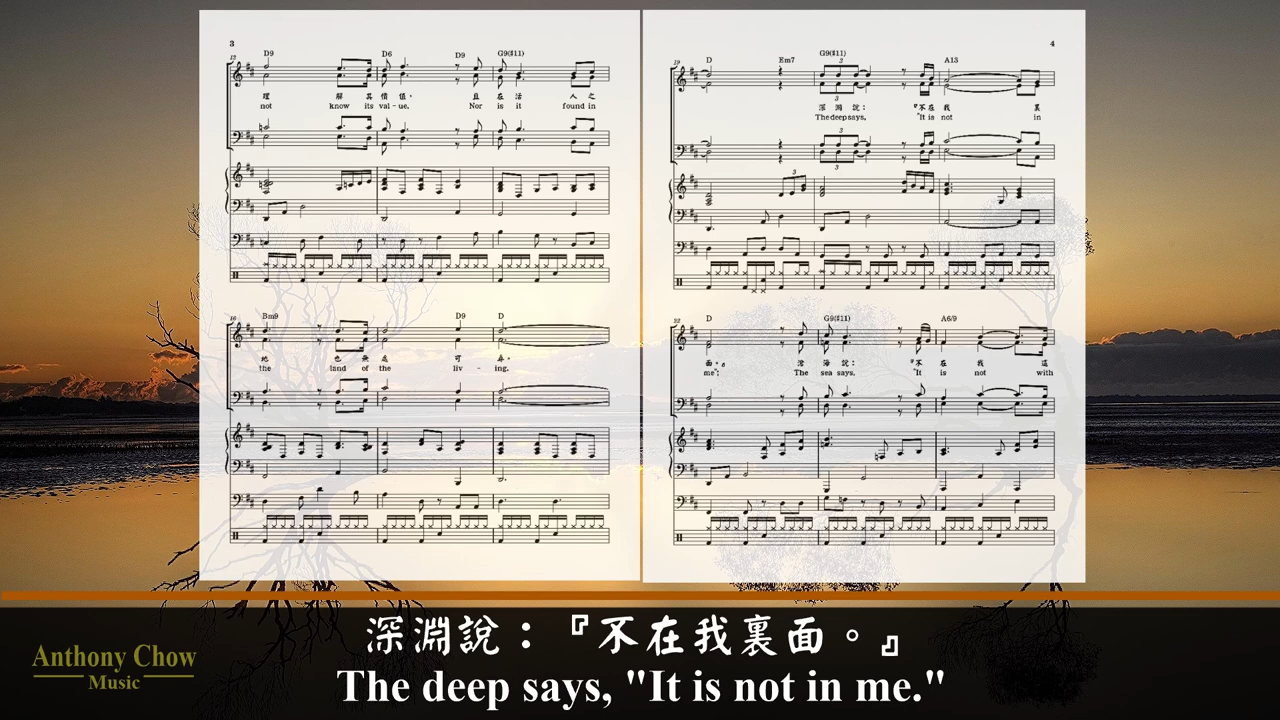 3
13 D9 D6 D9 G9(#11)
理 解 其 價 值， 且 在 活 人 之
not know its val - ue, Nor is it found in
16 Bm9 D9 D
地 也 無 處 可 尋。
the land of the liv - ing.
4
19 D Em7 G9(#11) A13
深 淵 說： 『不 在 我 裏
The deep says, "It is not in
22 D G9(#11) A6/9
面。』 滄 海 說： 『不 在 我 這
me"; The sea says, "It is not with
深淵說：『不在我裏面。』
The deep says, "It is not in me."
Anthony Chow
Music